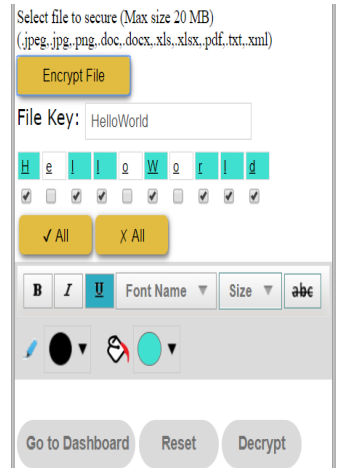 Select file to secure (Max size 20 MB)
(.jpeg,.jpg,.png,.doc,.docx,.xls,.xlsx,.pdf,.txt,.xml)
Encrypt File
File Key: HelloWorld
H e l l o W o r l d
✓ All ✗ All
B I U Font Name Size abc
Go to Dashboard Reset Decrypt